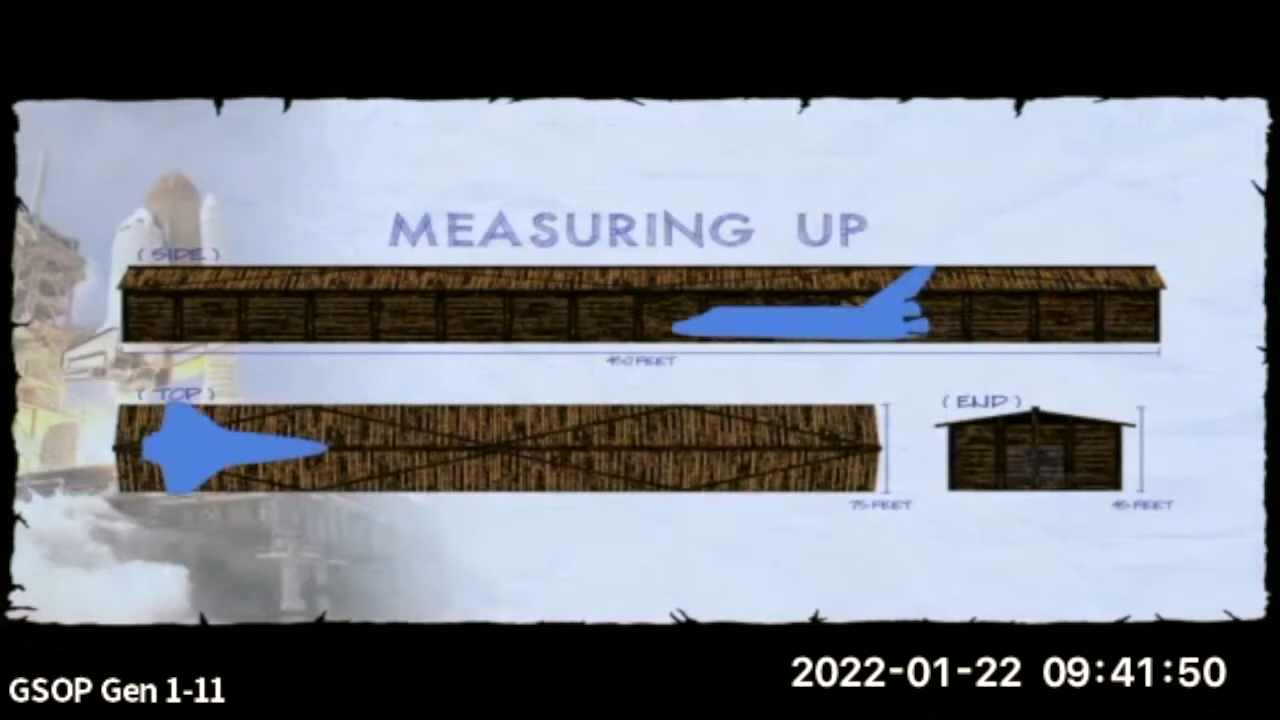 MEASURING UP
( SIDE )
450 FEET
( TOP )
( END )
75 FEET
45 FEET
GSOP Gen 1-11
2022-01-22 09:41:50